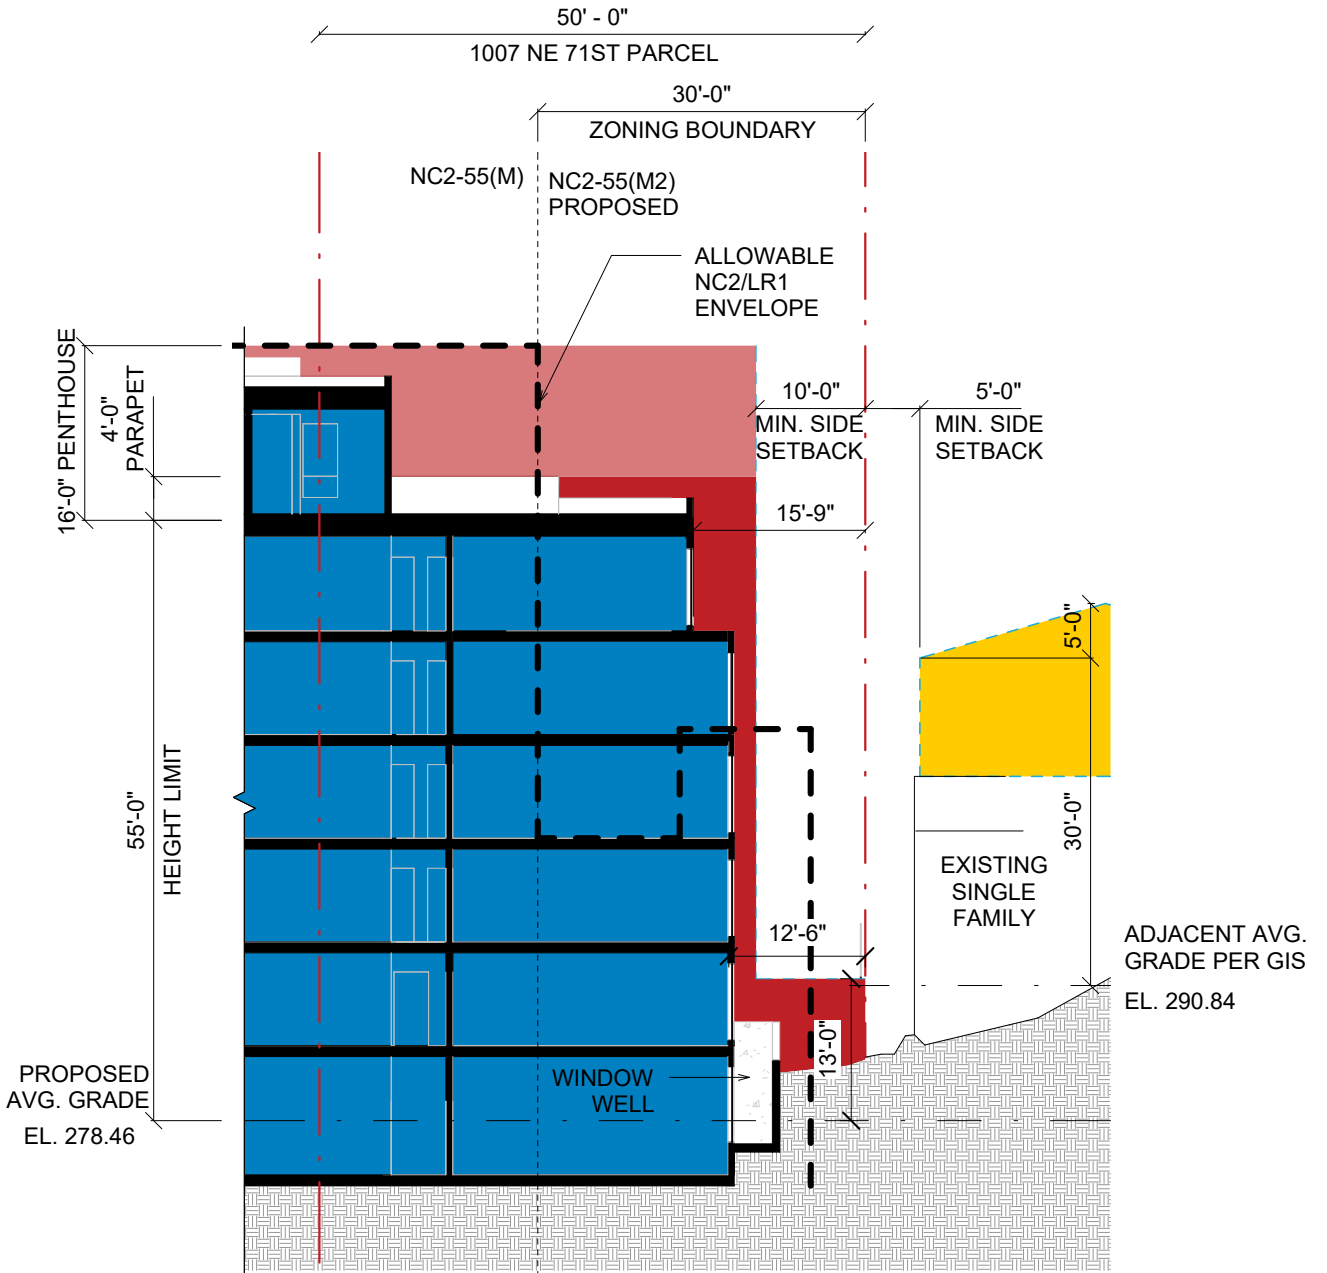 50' - 0"
1007 NE 71ST PARCEL
30'-0"
ZONING BOUNDARY
NC2-55(M)
NC2-55(M2)
PROPOSED
ALLOWABLE
NC2/LR1
ENVELOPE
16'-0" PENTHOUSE
4'-0"
PARAPET
10'-0"
MIN. SIDE
SETBACK
5'-0"
MIN. SIDE
SETBACK
15'-9"
5'-0"
55'-0"
HEIGHT LIMIT
30'-0"
EXISTING
SINGLE
FAMILY
12'-6"
ADJACENT AVG.
GRADE PER GIS
EL. 290.84
13'-0"
WINDOW
WELL
PROPOSED
AVG. GRADE
EL. 278.46